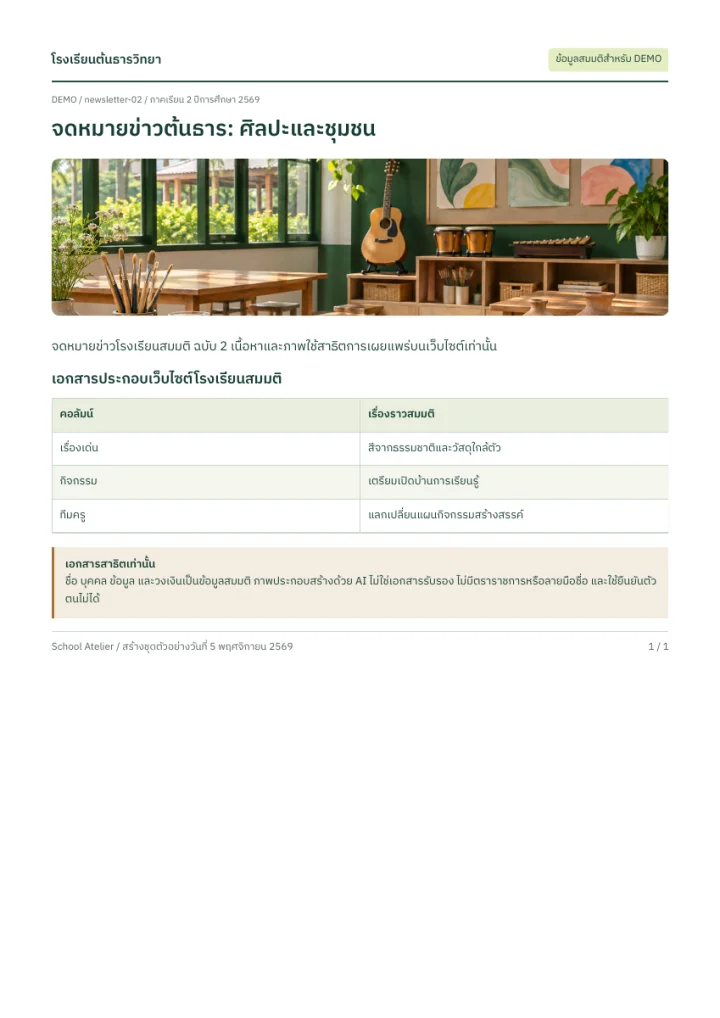 โรงเรียนต้นธารวิทยา
ข้อมูลสมมติสำหรับ DEMO
DEMO / newsletter-02 / ภาคเรียน 2 ปีการศึกษา 2569
จดหมายข่าวต้นธาร: ศิลปะและชุมชน
จดหมายข่าวโรงเรียนสมมติ ฉบับ 2 เนื้อหาและภาพใช้สาธิตการเผยแพร่บนเว็บไซต์เท่านั้น
เอกสารประกอบเว็บไซต์โรงเรียนสมมติ
คอลัมน์ เรื่องราวสมมติ
เรื่องเด่น สีจากธรรมชาติและวัสดุใกล้ตัว
กิจกรรม เตรียมเปิดบ้านการเรียนรู้
ทีมครู แลกเปลี่ยนแผนกิจกรรมสร้างสรรค์
เอกสารสาธิตเท่านั้น
ชื่อ บุคคล ข้อมูล และวงเงินเป็นข้อมูลสมมติ ภาพประกอบสร้างด้วย AI ไม่ใช่เอกสารรับรอง ไม่มีตราราชการหรือลายมือชื่อ และใช้ยืนยันตัว
ตนไม่ได้
School Atelier / สร้างชุดตัวอย่างวันที่ 5 พฤศจิกายน 2569
1 / 1